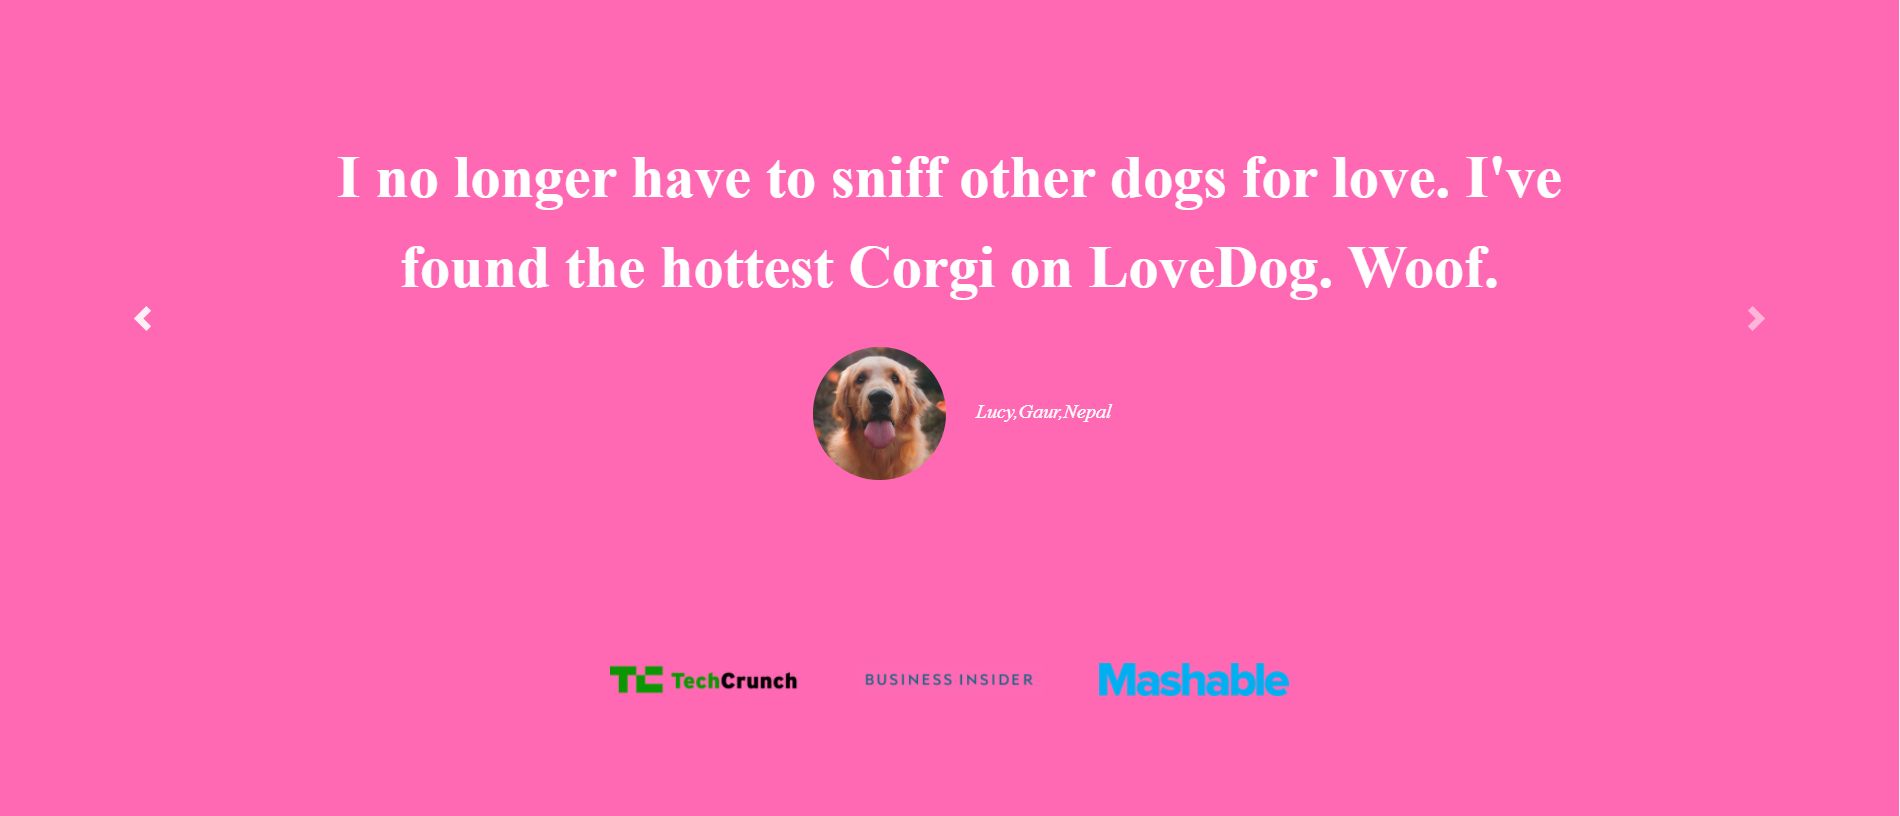 I no longer have to sniff other dogs for love. I've
found the hottest Corgi on LoveDog. Woof.
Lucy,Gaur,Nepal
TC TechCrunch
BUSINESS INSIDER
Mashable